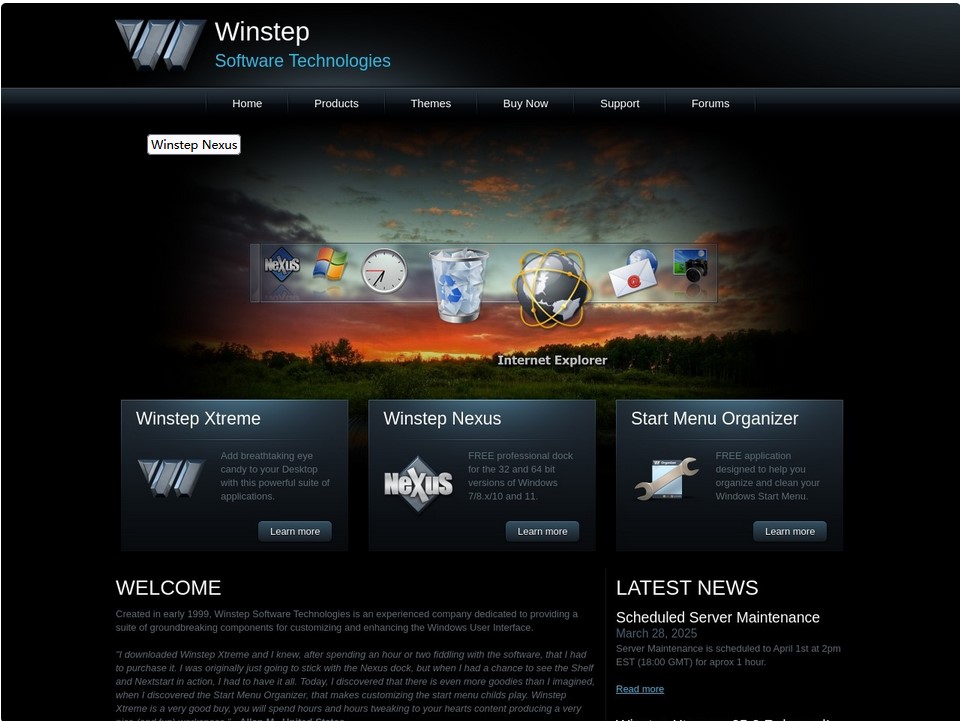 Winstep
Software Technologies
Home
Products
Themes
Buy Now
Support
Forums
Winstep Nexus
NeXuS
Internet Explorer
Winstep Xtreme
Add breathtaking eye
candy to your Desktop
with this powerful suite of
applications.
Learn more
Winstep Nexus
NeXuS
FREE professional dock
for the 32 and 64 bit
versions of Windows
7/8.x/10 and 11.
Learn more
Start Menu Organizer
FREE application
designed to help you
organize and clean your
Windows Start Menu.
Learn more
WELCOME
Created in early 1999, Winstep Software Technologies is an experienced company dedicated to providing a
suite of groundbreaking components for customizing and enhancing the Windows User Interface.
"I downloaded Winstep Xtreme and I knew, after spending an hour or two fiddling with the software, that I had
to purchase it. I was originally just going to stick with the Nexus dock, but when I had a chance to see the Shelf
and Nextstart in action, I had to have it all. Today, I discovered that there is even more goodies than I imagined,
when I discovered the Start Menu Organizer, that makes customizing the start menu childs play. Winstep
Xtreme is a very good buy, you will spend hours and hours tweaking to your hearts content producing a very
LATEST NEWS
Scheduled Server Maintenance
March 28, 2025
Server Maintenance is scheduled to April 1st at 2pm
EST (18:00 GMT) for aprox 1 hour.
Read more